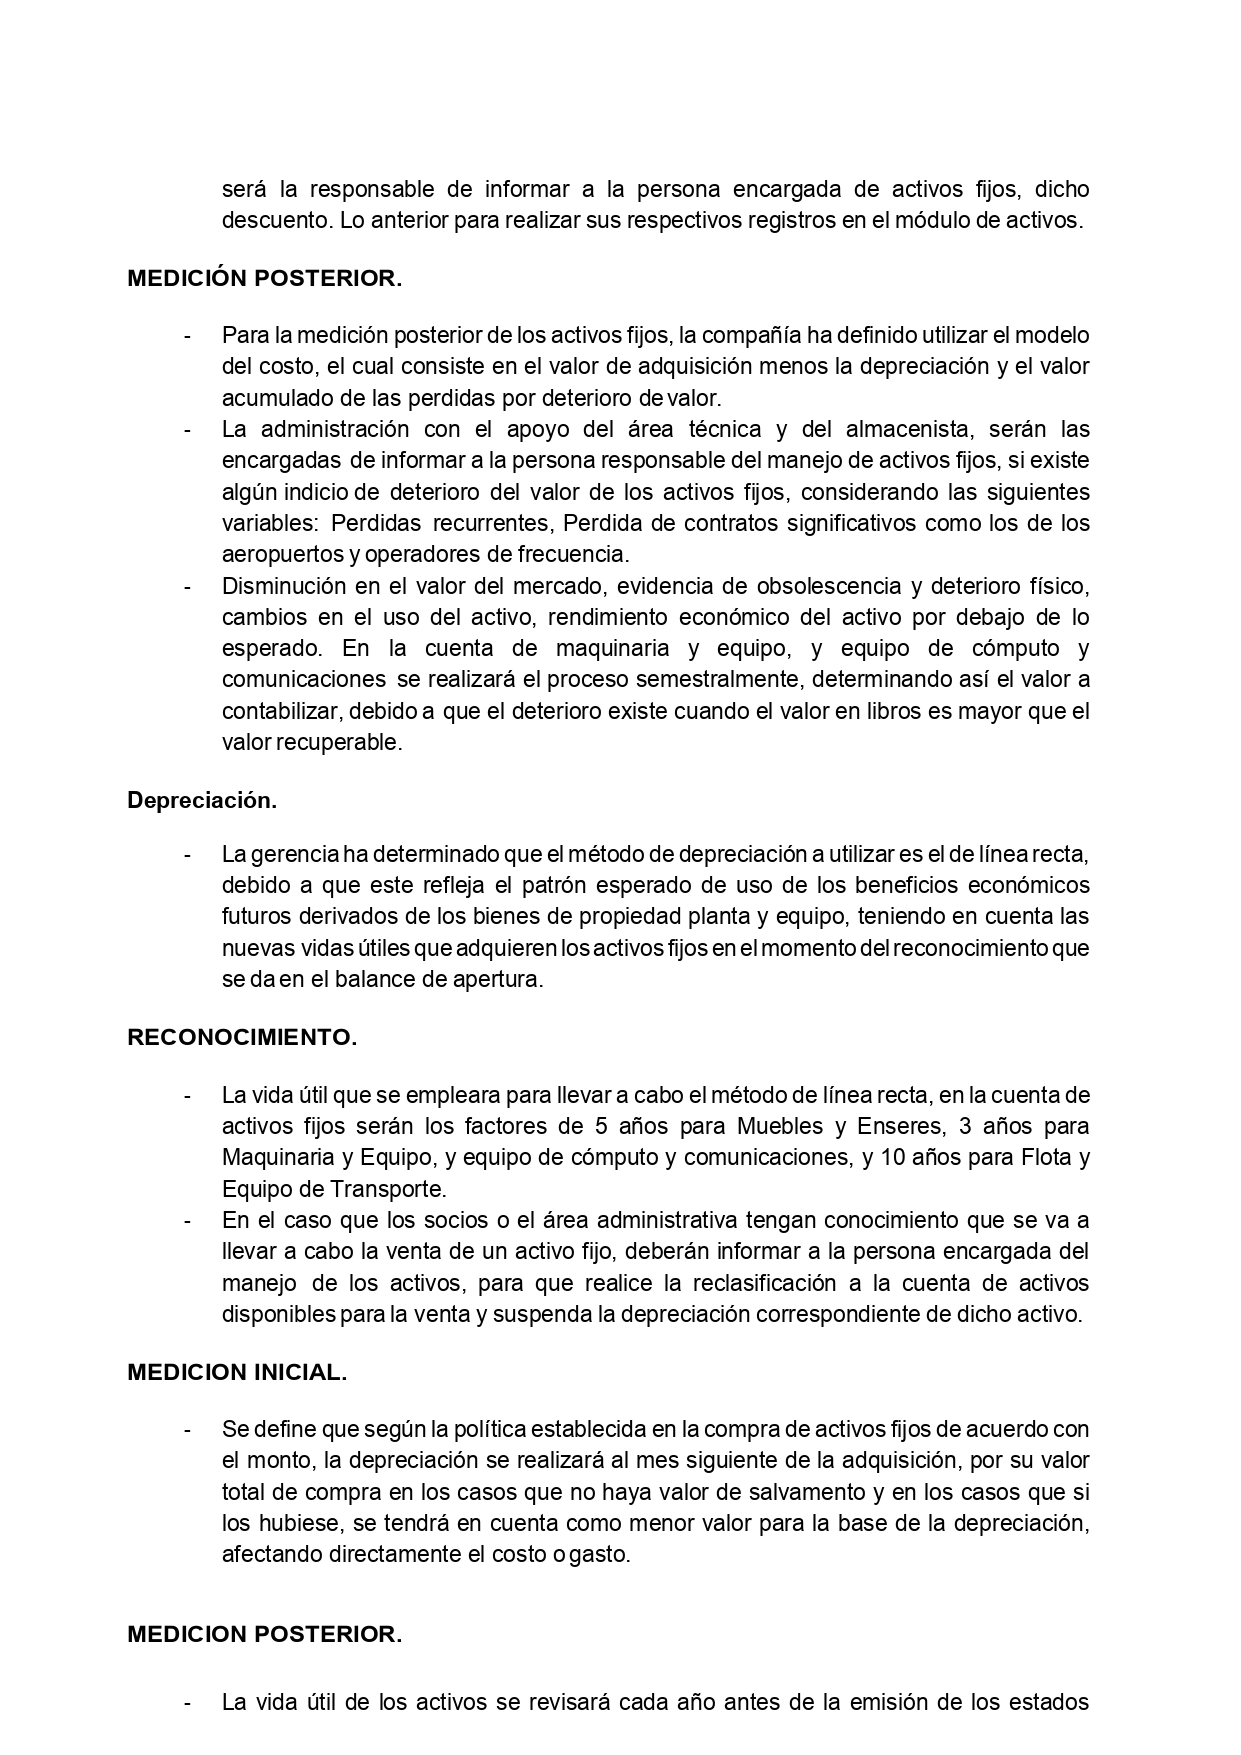 será la responsable de informar a la persona encargada de activos fijos, dicho
descuento. Lo anterior para realizar sus respectivos registros en el módulo de activos.
MEDICIÓN POSTERIOR.
- Para la medición posterior de los activos fijos, la compañía ha definido utilizar el modelo
del costo, el cual consiste en el valor de adquisición menos la depreciación y el valor
acumulado de las perdidas por deterioro de valor.
- La administración con el apoyo del área técnica y del almacenista, serán las
encargadas de informar a la persona responsable del manejo de activos fijos, si existe
algún indicio de deterioro del valor de los activos fijos, considerando las siguientes
variables: Perdidas recurrentes, Perdida de contratos significativos como los de los
aeropuertos y operadores de frecuencia.
- Disminución en el valor del mercado, evidencia de obsolescencia y deterioro físico,
cambios en el uso del activo, rendimiento económico del activo por debajo de lo
esperado. En la cuenta de maquinaria y equipo, y equipo de cómputo y
comunicaciones se realizará el proceso semestralmente, determinando así el valor a
contabilizar, debido a que el deterioro existe cuando el valor en libros es mayor que el
valor recuperable.
Depreciación.
- La gerencia ha determinado que el método de depreciación a utilizar es el de línea recta,
debido a que este refleja el patrón esperado de uso de los beneficios económicos
futuros derivados de los bienes de propiedad planta y equipo, teniendo en cuenta las
nuevas vidas útiles que adquieren los activos fijos en el momento del reconocimiento que
se da en el balance de apertura.
RECONOCIMIENTO.
- La vida útil que se empleara para llevar a cabo el método de línea recta, en la cuenta de
activos fijos serán los factores de 5 años para Muebles y Enseres, 3 años para
Maquinaria y Equipo, y equipo de cómputo y comunicaciones, y 10 años para Flota y
Equipo de Transporte.
- En el caso que los socios o el área administrativa tengan conocimiento que se va a
llevar a cabo la venta de un activo fijo, deberán informar a la persona encargada del
manejo de los activos, para que realice la reclasificación a la cuenta de activos
disponibles para la venta y suspenda la depreciación correspondiente de dicho activo.
MEDICION INICIAL.
- Se define que según la política establecida en la compra de activos fijos de acuerdo con
el monto, la depreciación se realizará al mes siguiente de la adquisición, por su valor
total de compra en los casos que no haya valor de salvamento y en los casos que si
los hubiese, se tendrá en cuenta como menor valor para la base de la depreciación,
afectando directamente el costo o gasto.
MEDICION POSTERIOR.
- La vida útil de los activos se revisará cada año antes de la emisión de los estados